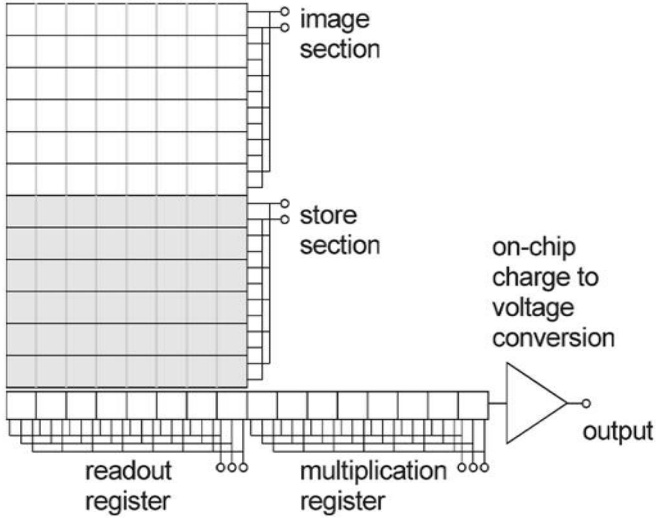 image
section
store
section
on-chip
charge to
voltage
conversion
output
readout
register
multiplication
register